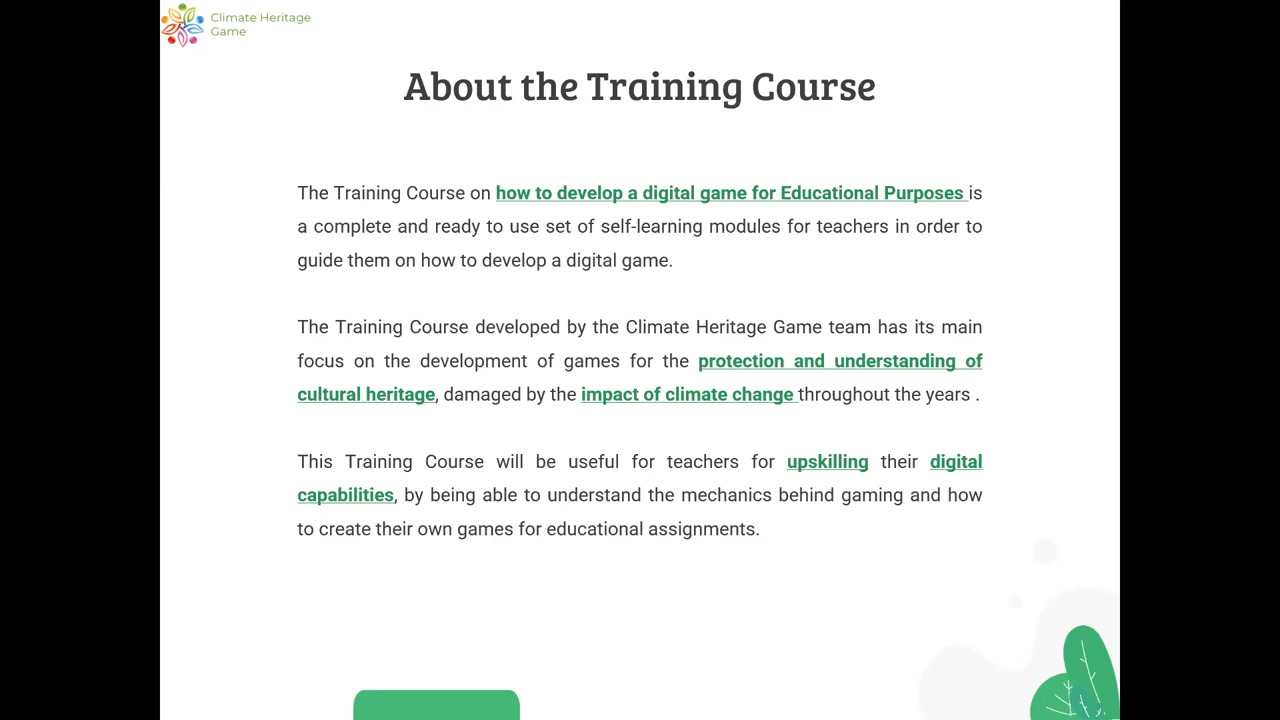 Climate Heritage
Game
About the Training Course
The Training Course on how to develop a digital game for Educational Purposes is
a complete and ready to use set of self-learning modules for teachers in order to
guide them on how to develop a digital game.
The Training Course developed by the Climate Heritage Game team has its main
focus on the development of games for the protection and understanding of
cultural heritage, damaged by the impact of climate change throughout the years .
This Training Course will be useful for teachers for upskilling their digital
capabilities, by being able to understand the mechanics behind gaming and how
to create their own games for educational assignments.